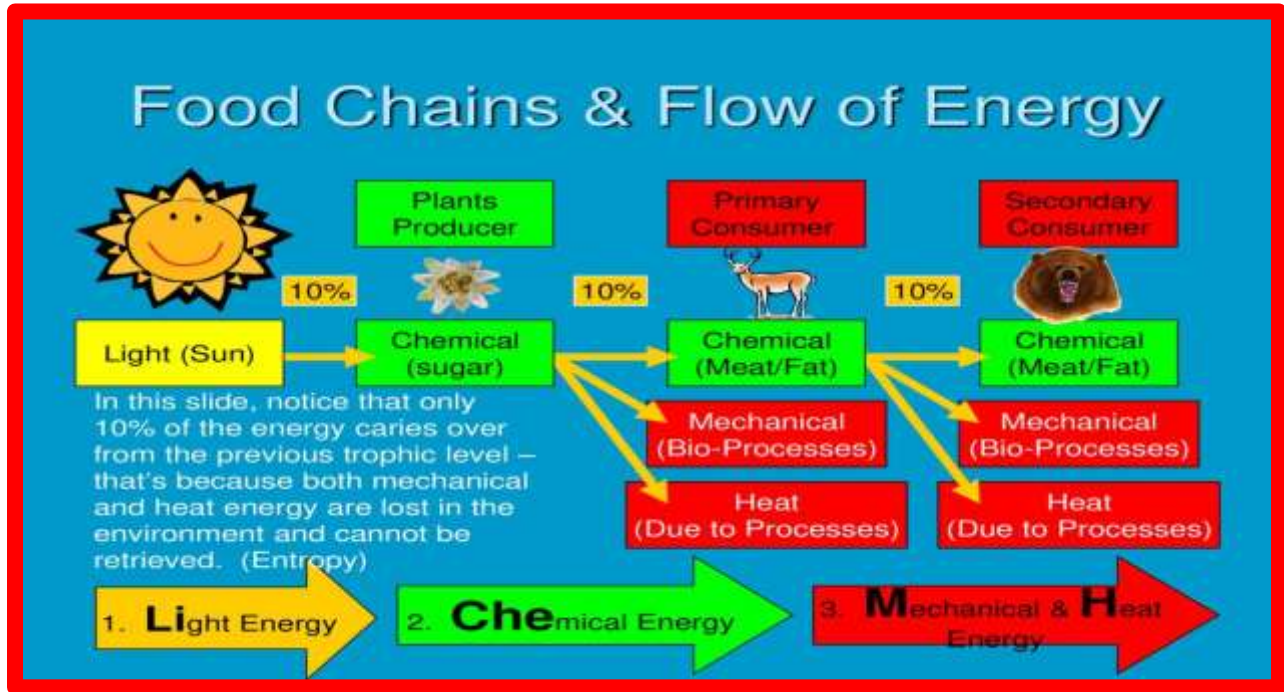 Food Chains & Flow of Energy
Plants
Producer
Primary
Consumer
Secondary
Consumer
10%
10%
10%
Light (Sun)
Chemical
(sugar)
Chemical
(Meat/Fat)
Chemical
(Meat/Fat)
In this slide, notice that only
10% of the energy caries over
from the previous trophic level –
that's because both mechanical
and heat energy are lost in the
environment and cannot be
retrieved. (Entropy)
Mechanical
(Bio-Processes)
Mechanical
(Bio-Processes)
Heat
(Due to Processes)
Heat
(Due to Processes)
1. Light Energy
2. Chemical Energy
3. Mechanical & Heat
Energy